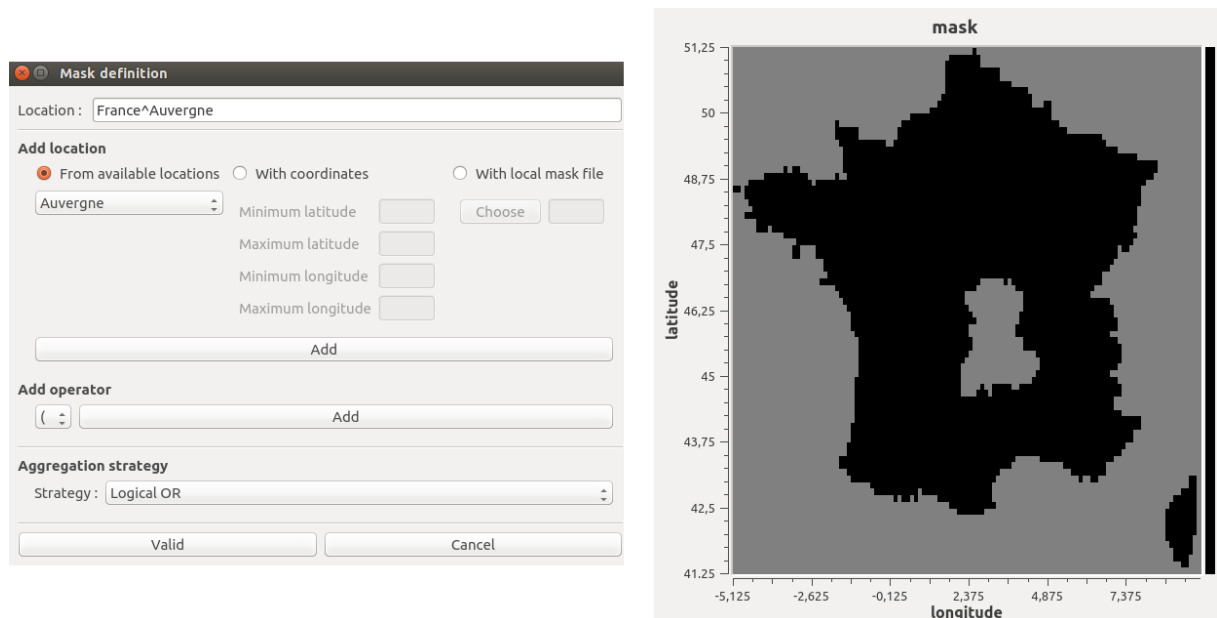 Mask definition
Location : France^Auvergne
Add location
From available locations With coordinates With local mask file
Auvergne
Minimum latitude Choose
Maximum latitude
Minimum longitude
Maximum longitude
Add
Add operator
( Add
Aggregation strategy
Strategy : Logical OR
Valid Cancel
mask
51,25
50
48,75
47,5
46,25
45
43,75
42,5
41.25
latitude
-5,125 -2,625 -0,125 2,375 4,875 7,375
longitude